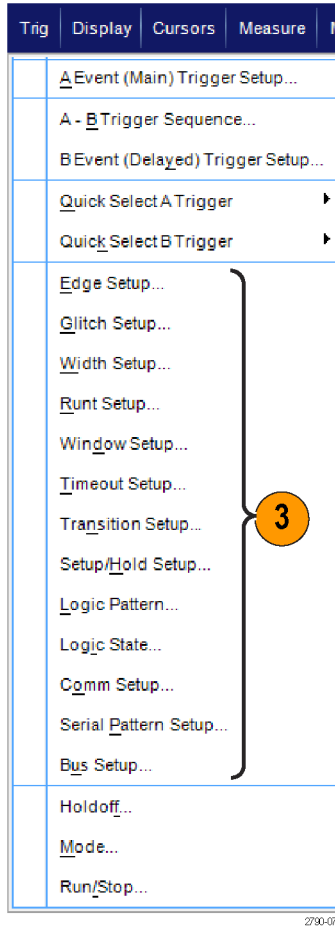 Trig Display Cursors Measure
A Event (Main) Trigger Setup...
A - B Trigger Sequence...
B Event (Delayed) Trigger Setup...
Quick Select A Trigger
Quick Select B Trigger
Edge Setup...
Glitch Setup...
Width Setup...
Runt Setup...
Window Setup...
Timeout Setup...
Transition Setup...
3
Setup/Hold Setup...
Logic Pattern...
Logic State...
Comm Setup...
Serial Pattern Setup...
Bus Setup...
Holdoff...
Mode...
Run/Stop...